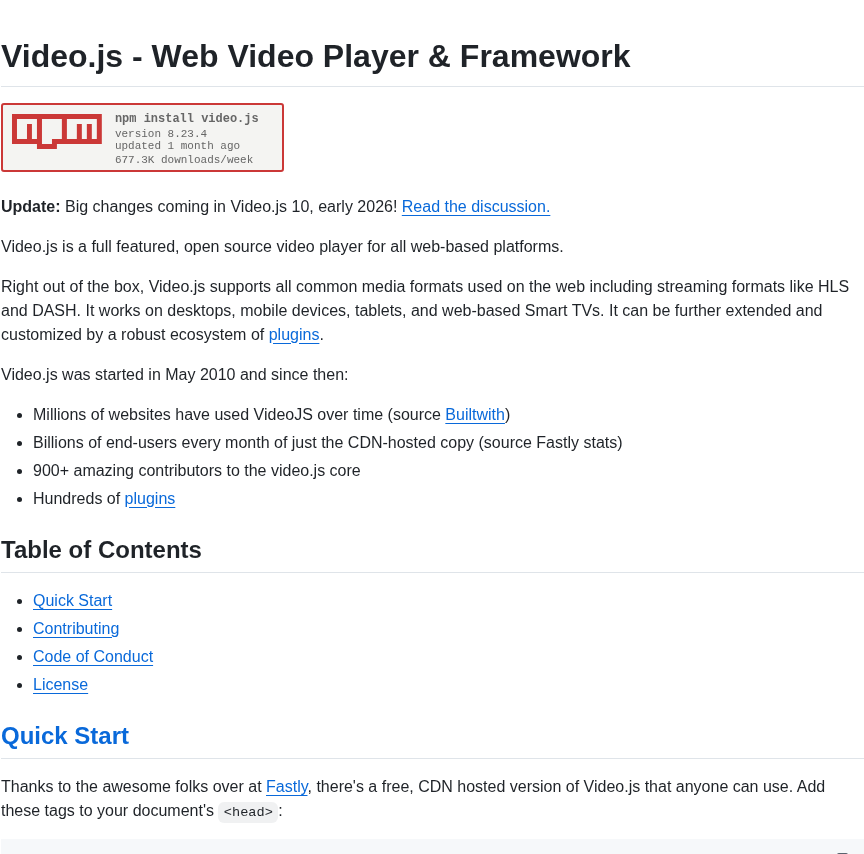 Video.js - Web Video Player & Framework
npm
npm install video.js
version 8.23.4
updated 1 month ago
677.3K downloads/week
Update: Big changes coming in Video.js 10, early 2026! Read the discussion.
Video.js is a full featured, open source video player for all web-based platforms.
Right out of the box, Video.js supports all common media formats used on the web including streaming formats like HLS
and DASH. It works on desktops, mobile devices, tablets, and web-based Smart TVs. It can be further extended and
customized by a robust ecosystem of plugins.
Video.js was started in May 2010 and since then:
• Millions of websites have used VideoJS over time (source Builtwith)
• Billions of end-users every month of just the CDN-hosted copy (source Fastly stats)
• 900+ amazing contributors to the video.js core
• Hundreds of plugins
Table of Contents
• Quick Start
• Contributing
• Code of Conduct
• License
Quick Start
Thanks to the awesome folks over at Fastly, there's a free, CDN hosted version of Video.js that anyone can use. Add
these tags to your document's <head>: